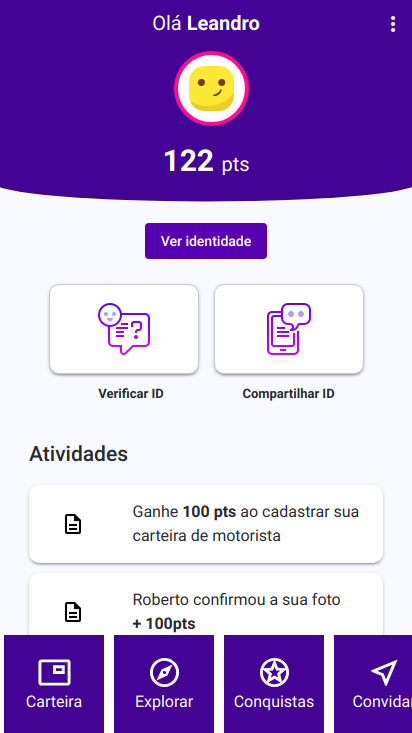 Olá Leandro
122 pts
Ver identidade
Verificar ID
Compartilhar ID
Atividades
Ganhe 100 pts ao cadastrar sua
carteira de motorista
Roberto confirmou a sua foto
+ 100pts
Carteira
Explorar
Conquistas
Convidar